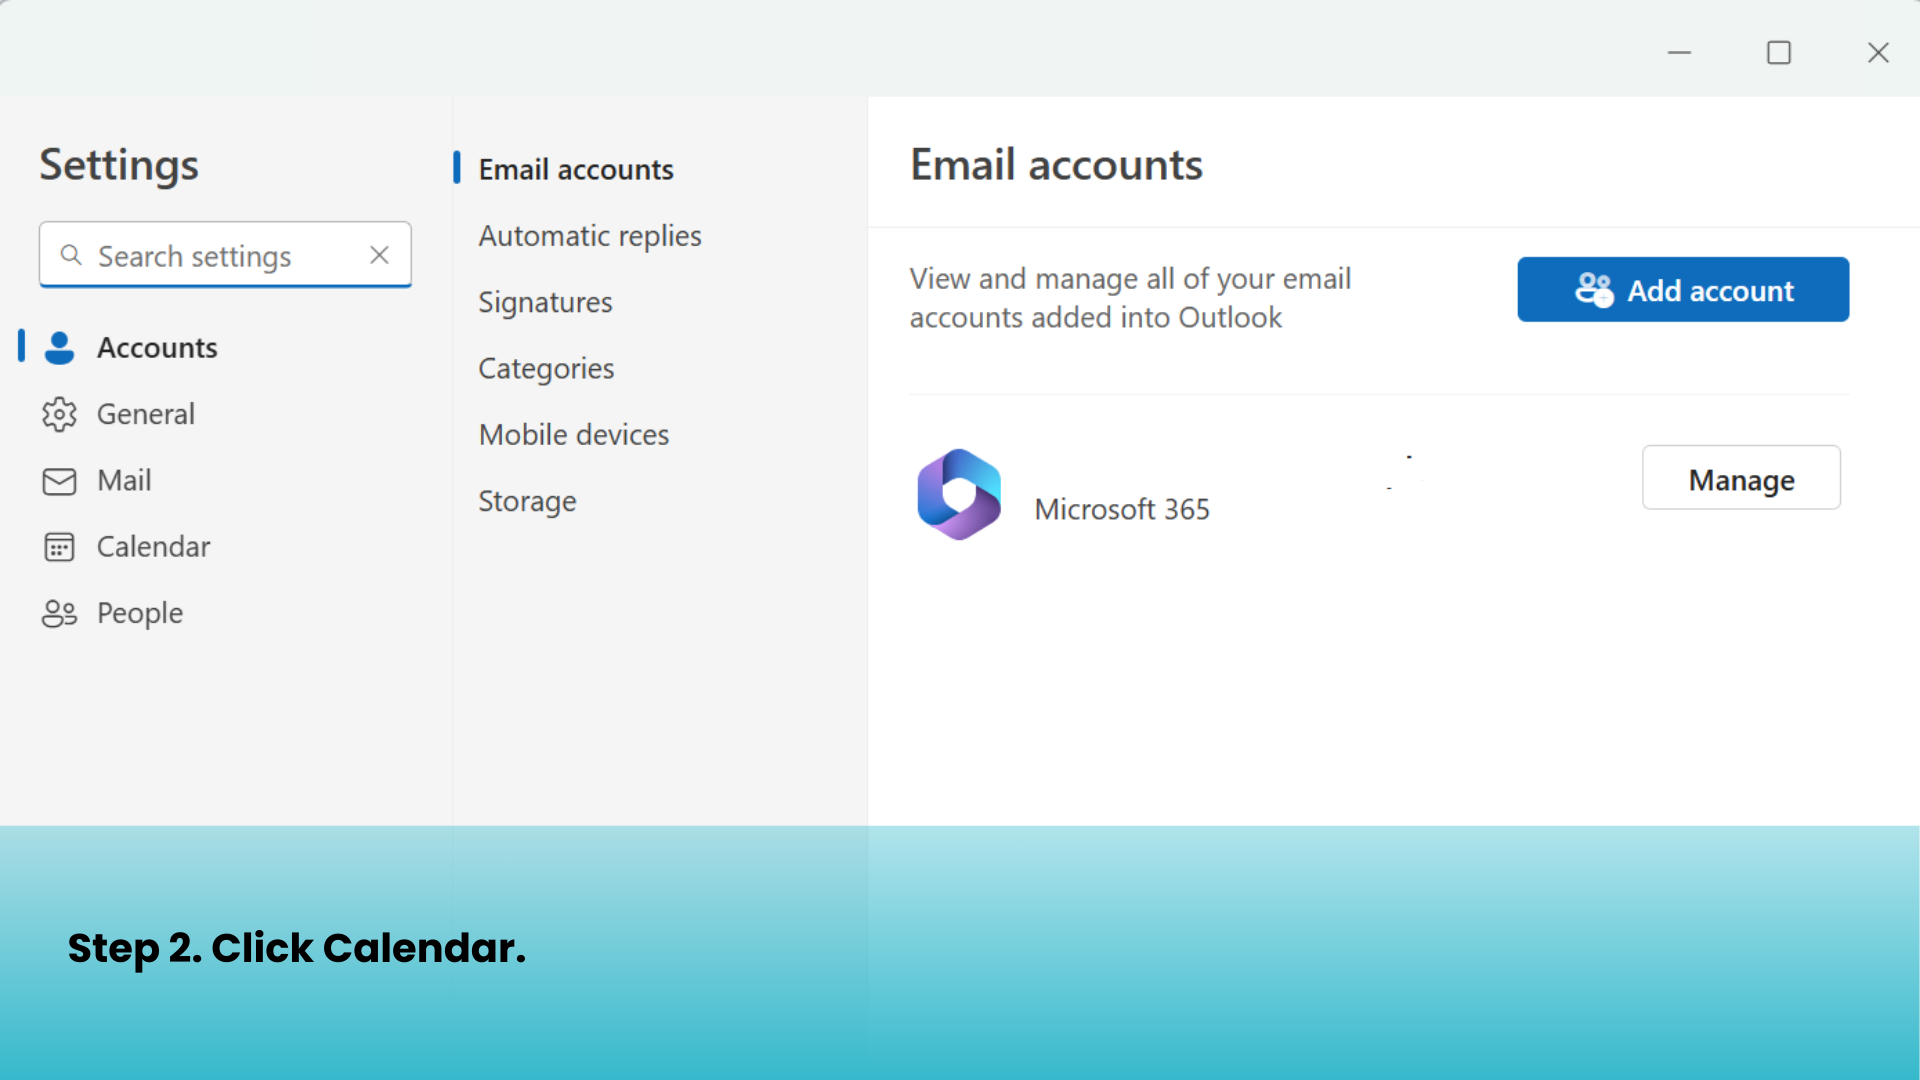 Settings
Search settings
Accounts
General
Mail
Calendar
People
Email accounts
Automatic replies
Signatures
Categories
Mobile devices
Storage
Email accounts
View and manage all of your email
accounts added into Outlook
Add account
Microsoft 365
Manage
Step 2. Click Calendar.